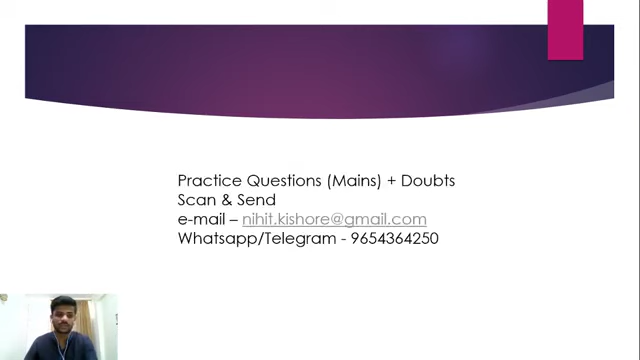 Practice Questions (Mains) + Doubts
Scan & Send
e-mail – nihit.kishore@gmail.com
Whatsapp/Telegram - 9654364250